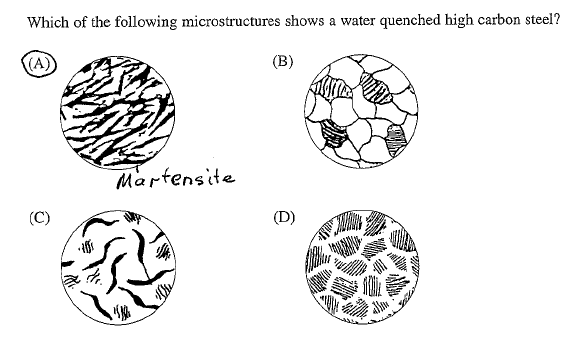 Which of the following microstructures shows a water quenched high carbon steel?
(A)
(B)
Martensite
(C)
(D)